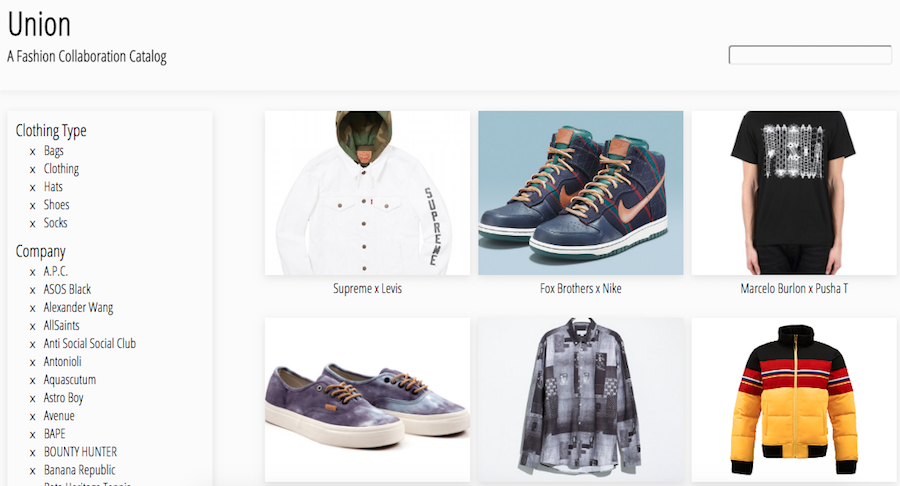 Union
A Fashion Collaboration Catalog
Clothing Type
x Bags
x Clothing
x Hats
x Shoes
x Socks
Company
x A.P.C.
x ASOS Black
x Alexander Wang
x AllSaints
x Anti Social Social Club
x Antonioli
x Aquascutum
x Astro Boy
x Avenue
x BAPE
x BOUNTY HUNTER
x Banana Republic
SUPREME
Supreme x Levis
Fox Brothers x Nike
Marcelo Burlon x Pusha T